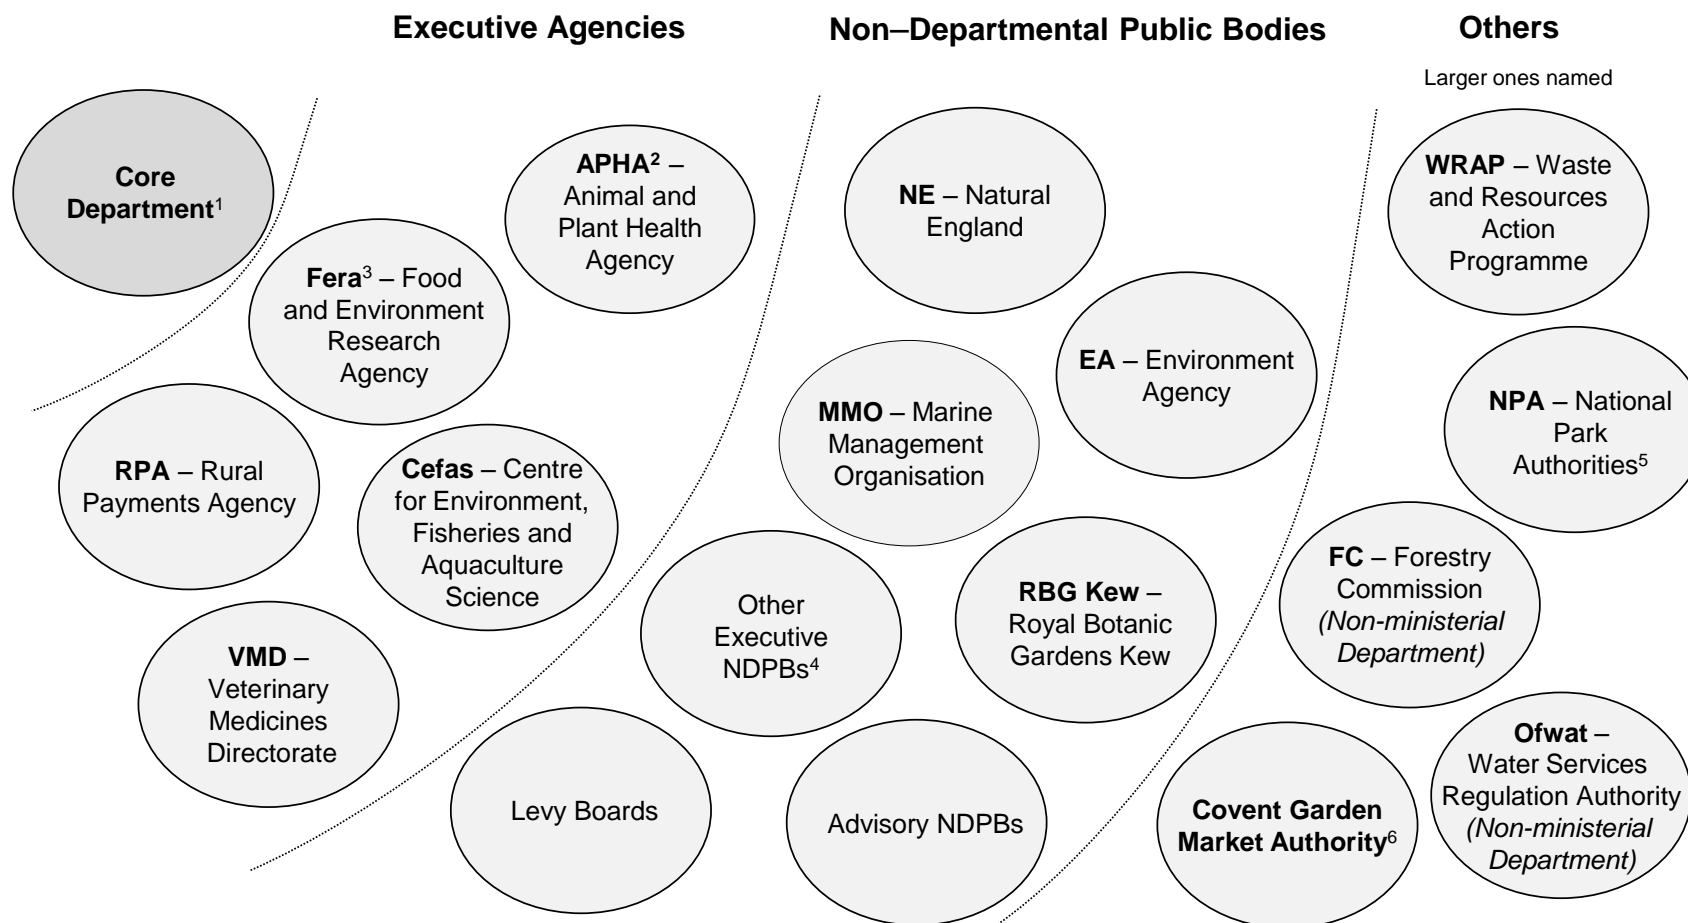 Executive Agencies
Non–Departmental Public Bodies
Others
Larger ones named
Core
Department¹
APHA² –
Animal and
Plant Health
Agency
Fera³ – Food
and Environment
Research
Agency
RPA – Rural
Payments Agency
Cefas – Centre
for Environment,
Fisheries and
Aquaculture
Science
VMD –
Veterinary
Medicines
Directorate
NE – Natural
England
EA – Environment
Agency
MMO – Marine
Management
Organisation
Other
Executive
NDPBs⁴
RBG Kew –
Royal Botanic
Gardens Kew
Levy Boards
Advisory NDPBs
WRAP – Waste
and Resources
Action
Programme
NPA – National
Park
Authorities⁵
FC – Forestry
Commission
(Non-ministerial
Department)
Covent Garden
Market Authority⁶
Ofwat –
Water Services
Regulation Authority
(Non-ministerial
Department)